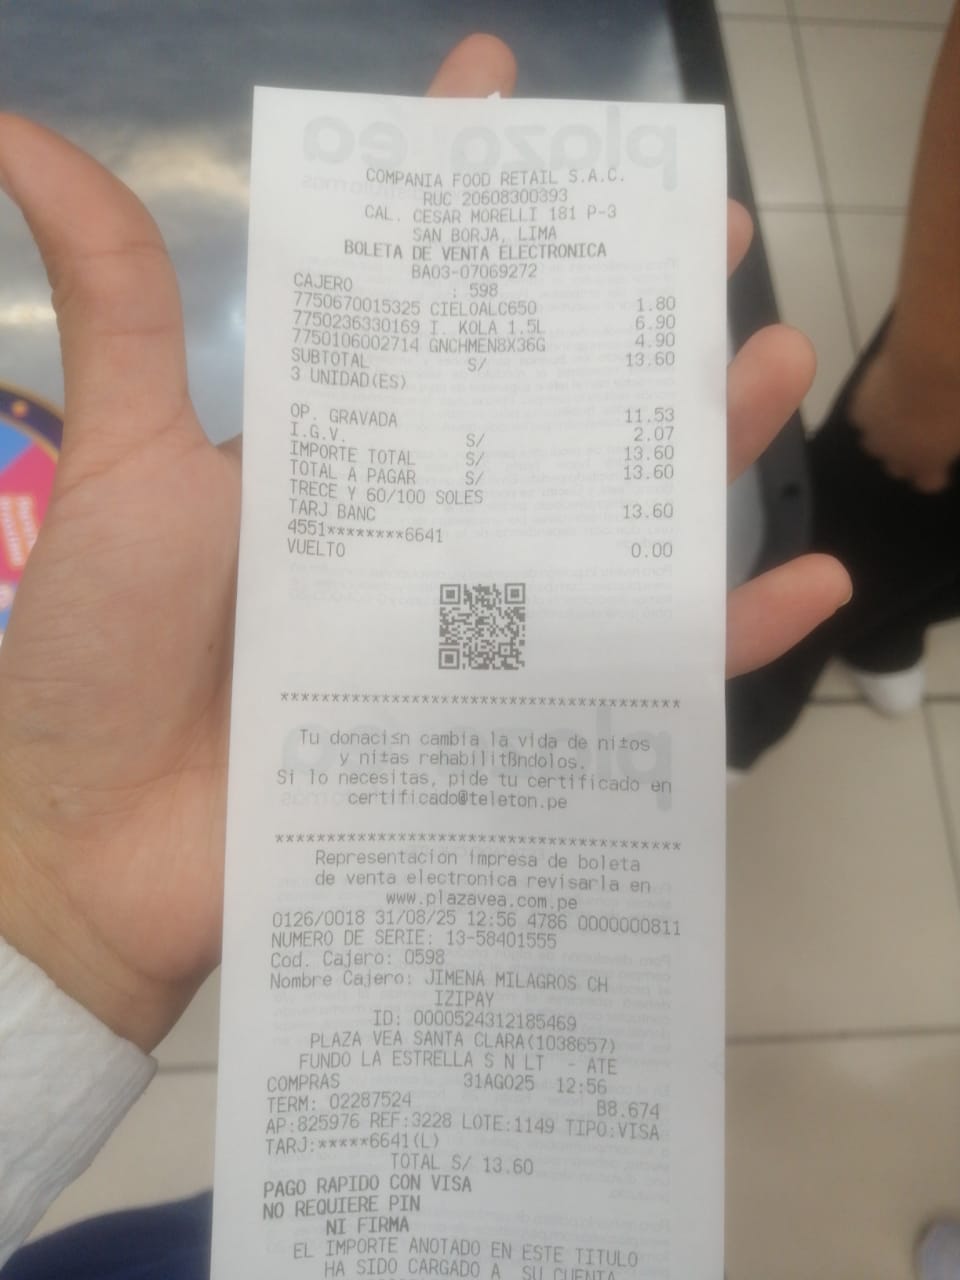 COMPANIA FOOD RETAIL S.A.C.
RUC 20608300393
CAL. CESAR MORELLI 181 P-3
SAN BORJA, LIMA
BOLETA DE VENTA ELECTRONICA
BA03-07069272
CAJERO : 598
7750670015325 CIELOALC650 1.80
7750236330169 I. KOLA 1.5L 6.90
7750106002714 GNCHMEN8X36G 4.90
SUBTOTAL S/ 13.60
3 UNIDAD(ES)
OP. GRAVADA 11.53
I.G.V. S/ 2.07
IMPORTE TOTAL S/ 13.60
TOTAL A PAGAR S/ 13.60
TRECE Y 60/100 SOLES
TARJ BANC 13.60
4551********6641
VUELTO 0.00
****************************************
Tu donaci≤n cambia la vida de ni±os
y ni±as rehabilitßndolos.
Si lo necesitas, pide tu certificado en
certificado@teleton.pe
****************************************
Representacion impresa de boleta
de venta electronica revisarla en
www.plazavea.com.pe
0126/0018 31/08/25 12:56 4786 0000000811
NUMERO DE SERIE: 13-58401555
Cod. Cajero: 0598
Nombre Cajero: JIMENA MILAGROS CH
IZIPAY
ID: 0000524312185469
PLAZA VEA SANTA CLARA(1038657)
FUNDO LA ESTRELLA S N LT - ATE
COMPRAS 31AGO25 12:56
TERM: 02287524 B8.674
AP:825976 REF:3228 LOTE:1149 TIPO:VISA
TARJ:*****6641(L)
TOTAL S/ 13.60
PAGO RAPIDO CON VISA
NO REQUIERE PIN
NI FIRMA
EL IMPORTE ANOTADO EN ESTE TITULO
HA SIDO CARGADO A SU CUENTA